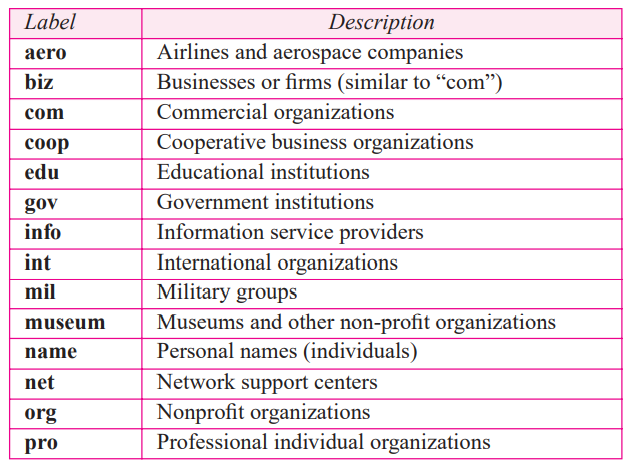 Label Description
aero Airlines and aerospace companies
biz Businesses or firms (similar to “com”)
com Commercial organizations
coop Cooperative business organizations
edu Educational institutions
gov Government institutions
info Information service providers
int International organizations
mil Military groups
museum Museums and other non-profit organizations
name Personal names (individuals)
net Network support centers
org Nonprofit organizations
pro Professional individual organizations